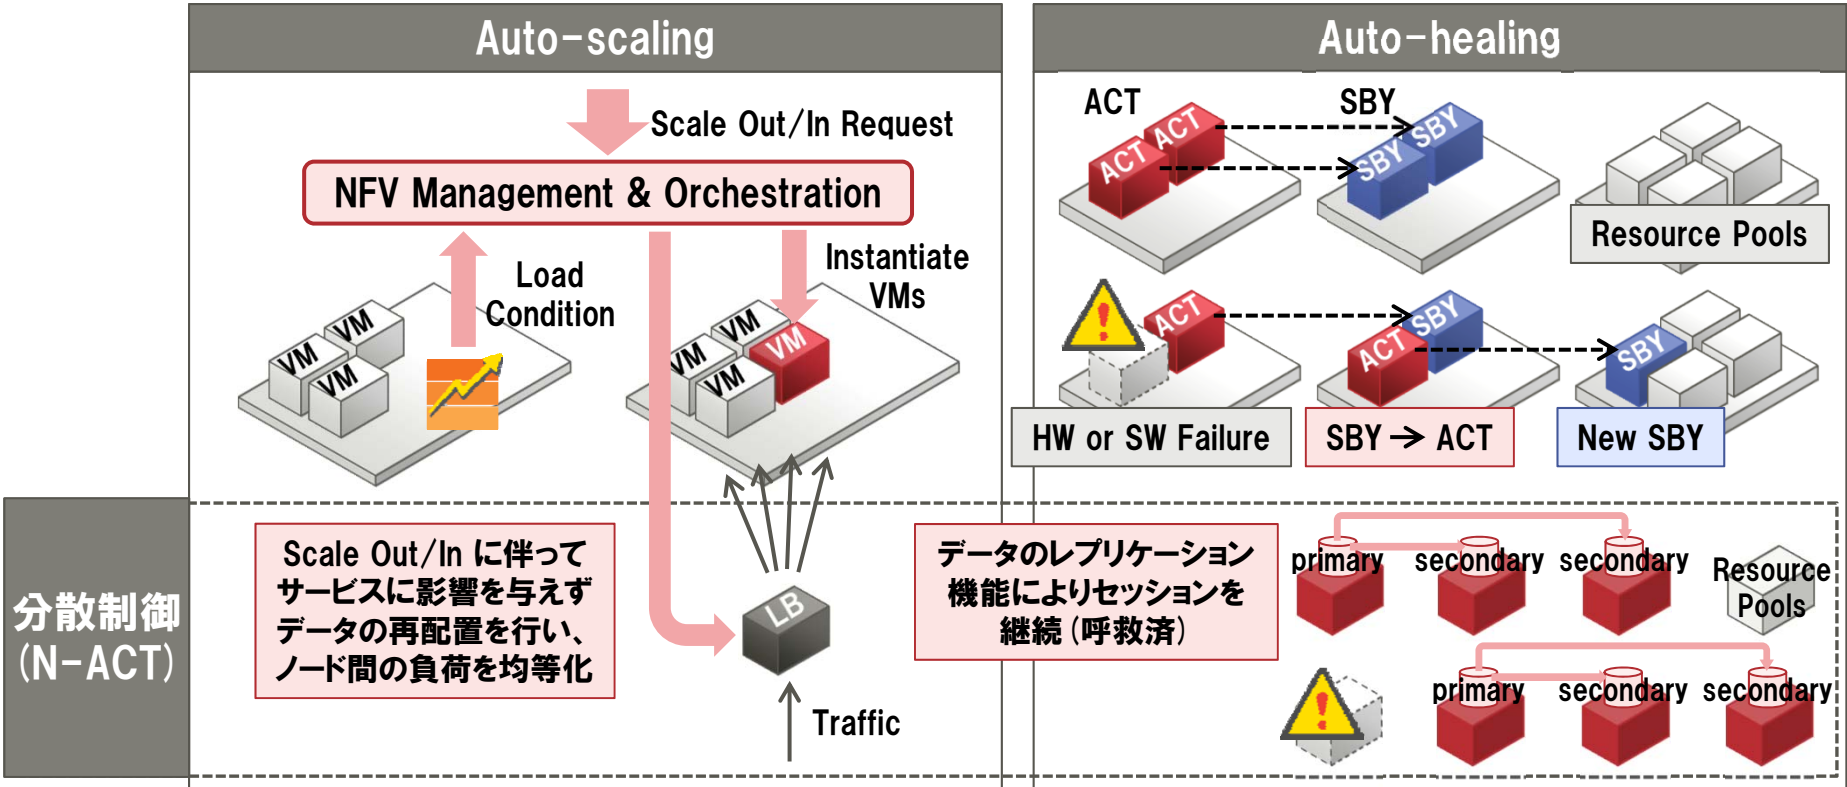 Auto-scaling
Scale Out/In Request
NFV Management & Orchestration
Load
Condition
Instantiate
VMs
VM
VM
VM
VM
VM
VM
VM
Auto-healing
ACT
SBY
ACT
ACT
SBY
SBY
Resource Pools
ACT
SBY
ACT
SBY
HW or SW Failure
SBY → ACT
New SBY
分散制御
(N-ACT)
Scale Out/In に伴って
サービスに影響を与えず
データの再配置を行い、
ノード間の負荷を均等化
LB
Traffic
データのレプリケーション
機能によりセッションを
継続(呼救済)
primary
secondary
secondary
Resource
Pools
primary
secondary
secondary